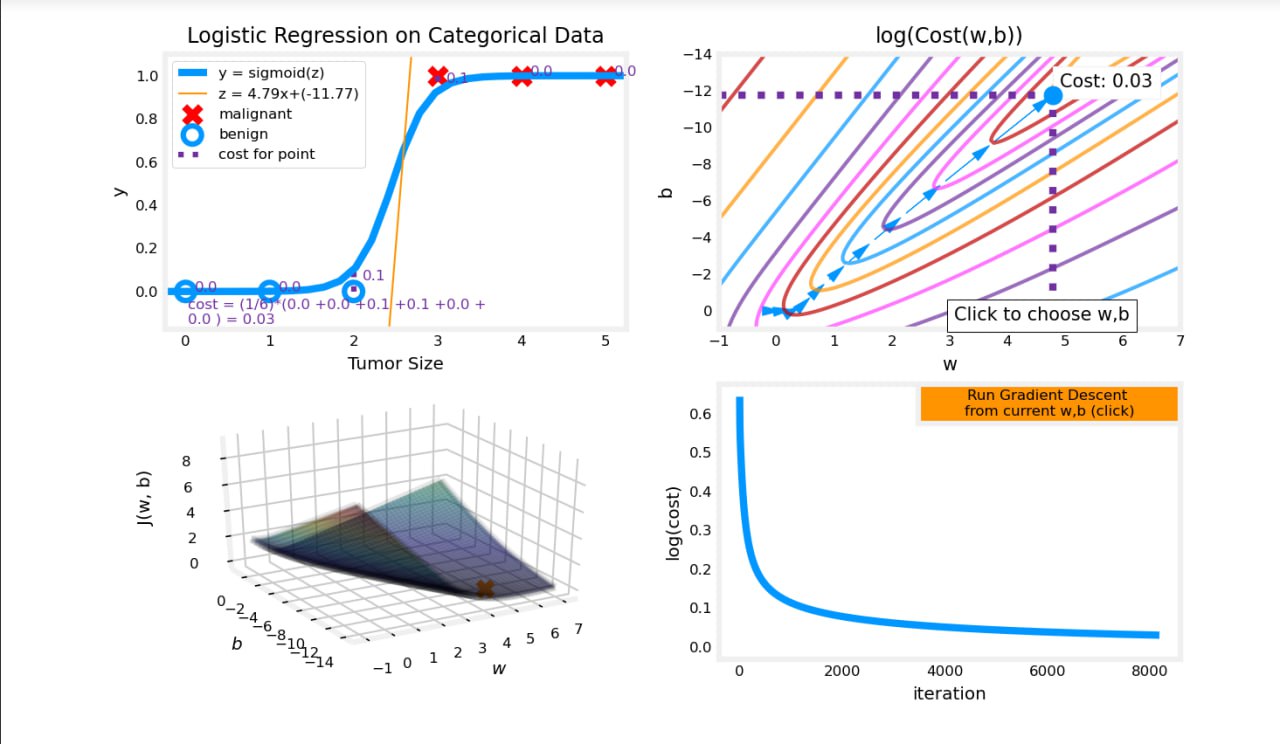 Logistic Regression on Categorical Data
y = sigmoid(z)
z = 4.79x+(-11.77)
malignant
benign
cost for point
1.0
0.8
0.6
0.4
0.2
0.0
y
0.1
0.0
0.0
0.0
0.0
0.1
cost = (1/6)*(0.0 +0.0 +0.1 +0.1 +0.0 +
0.0 ) = 0.03
0 1 2 3 4 5
Tumor Size
log(Cost(w,b))
−14
−12
−10
−8
−6
−4
−2
0
b
Cost: 0.03
Click to choose w,b
−1 0 1 2 3 4 5 6 7
w
J(w, b)
8
6
4
2
0
0
−2
−4
−6
−8
−10
−12
−14
b
−1 0 1 2 3 4 5 6 7
w
Run Gradient Descent
from current w,b (click)
0.6
0.5
0.4
0.3
0.2
0.1
0.0
log(cost)
0 2000 4000 6000 8000
iteration